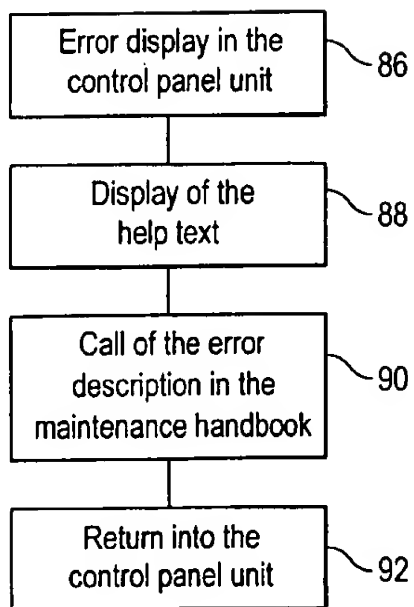 Error display in the
control panel unit
86
Display of the
help text
88
Call of the error
description in the
maintenance handbook
90
Return into the
control panel unit
92